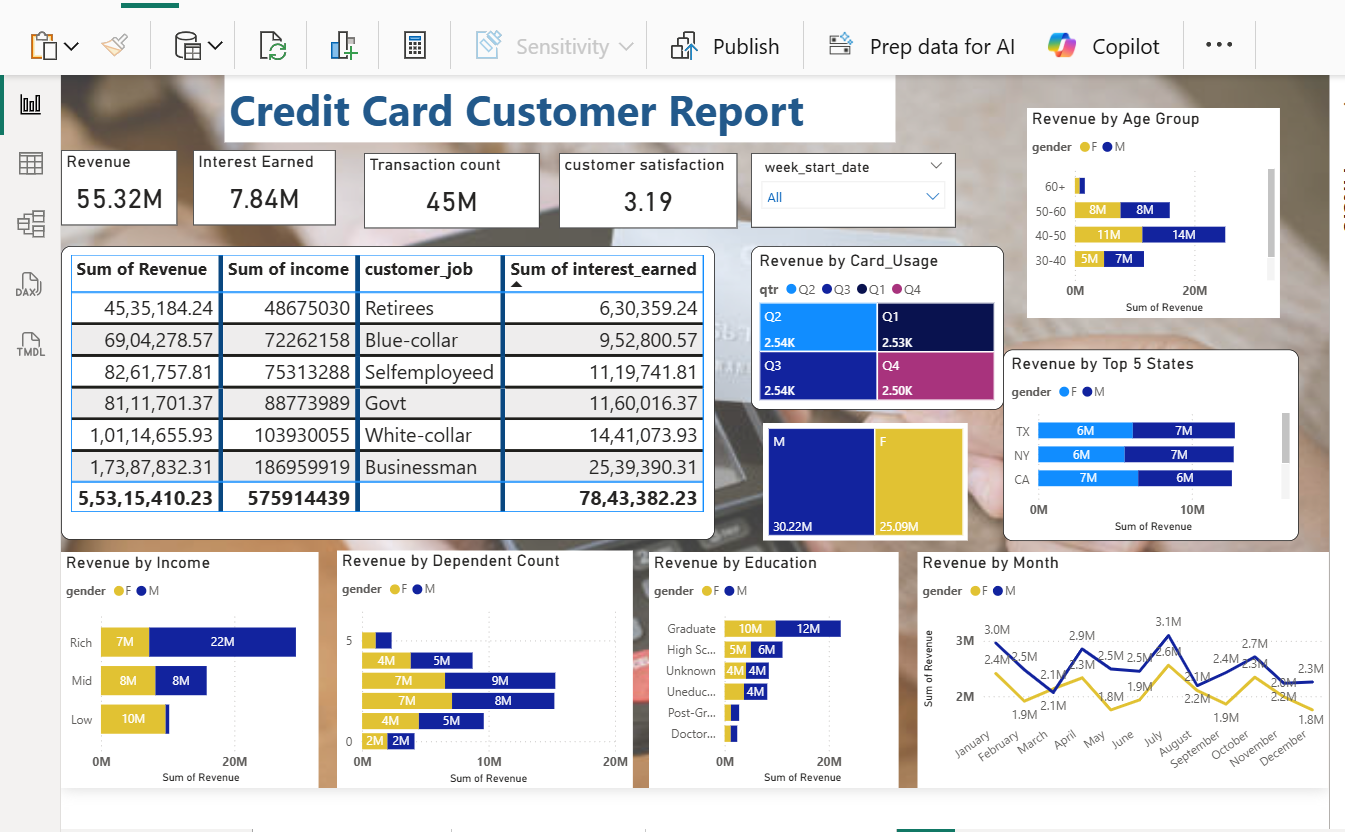 Sensitivity
Publish
Prep data for AI
Copilot
DAX
TMDL
Credit Card Customer Report
Revenue
55.32M
Interest Earned
7.84M
Transaction count
45M
customer satisfaction
3.19
week_start_date
All
Sum of Revenue Sum of income customer_job Sum of interest_earned
45,35,184.24 48675030 Retirees 6,30,359.24
69,04,278.57 72262158 Blue-collar 9,52,800.57
82,61,757.81 75313288 Selfemployeed 11,19,741.81
81,11,701.37 88773989 Govt 11,60,016.37
1,01,14,655.93 103930055 White-collar 14,41,073.93
1,73,87,832.31 186959919 Businessman 25,39,390.31
5,53,15,410.23 575914439 78,43,382.23
Revenue by Card_Usage
qtr Q2 Q3 Q1 Q4
Q2 Q1
2.54K 2.53K
Q3 Q4
2.54K 2.50K
M F
30.22M 25.09M
Revenue by Age Group
gender F M
60+
50-60 8M 8M
40-50 11M 14M
30-40 5M 7M
0M 20M
Sum of Revenue
Revenue by Top 5 States
gender F M
TX 6M 7M
NY 6M 7M
CA 7M 6M
0M 10M
Sum of Revenue
Revenue by Income
gender F M
Rich 7M 22M
Mid 8M 8M
Low 10M
0M 20M
Sum of Revenue
Revenue by Dependent Count
gender F M
5
4M 5M
7M 9M
7M 8M
4M 5M
0 2M 2M
0M 10M 20M
Sum of Revenue
Revenue by Education
gender F M
Graduate 10M 12M
High Sc... 5M 6M
Unknown 4M 4M
Uneduc... 4M
Post-Gr...
Doctor...
0M 20M
Sum of Revenue
Revenue by Month
gender F M
Sum of Revenue
3M
2M
3.0M 2.5M 2.1M 2.9M 2.5M 2.5M 3.1M 2.2M 2.4M 2.7M 2.2M 2.3M
2.4M 1.9M 2.1M 2.3M 1.8M 1.9M 2.6M 2.1M 1.9M 2.3M 2.0M 1.8M
January February March April May June July August September October November December